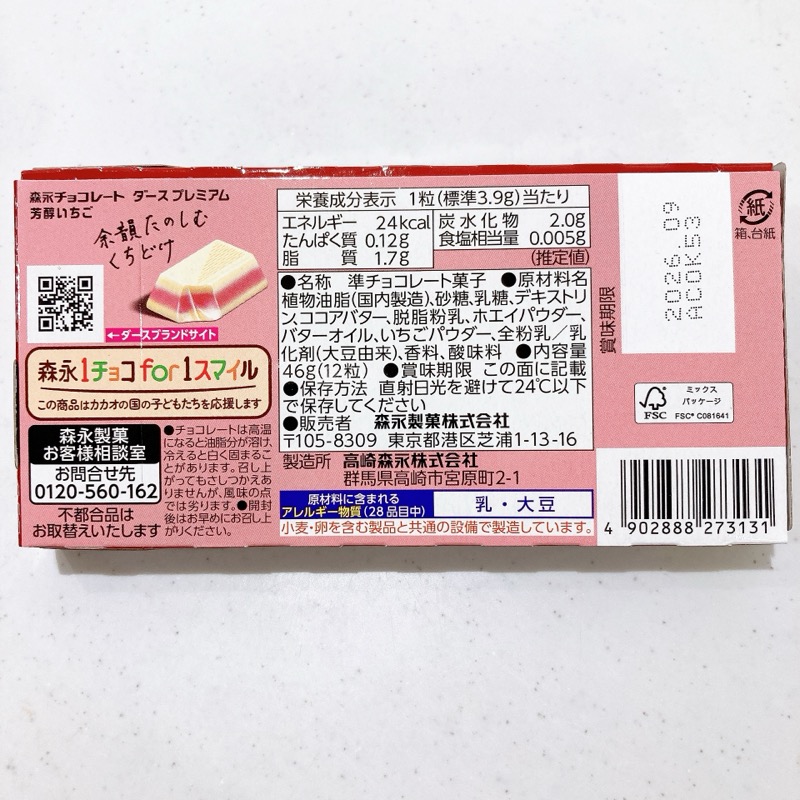 森永チョコレート ダース プレミアム
芳醇いちご
余韻たのしむ
くちどけ
←ダースブランドサイト
森永1チョコfor1スマイル
この商品はカカオの国の子どもたちを応援します
森永製菓
お客様相談室
お問合せ先
0120-560-162
不都合品は
お取替えいたします
●チョコレートは高温
になると油脂分が溶け、
冷えると白く固まるこ
とがあります。召し上
がってもさしつかえあ
りませんが、風味の点
では劣ります。●開封
後はお早めにお召し上
がりください。
栄養成分表示 1粒(標準3.9g)当たり
エネルギー 24kcal 炭水化物 2.0g
たんぱく質 0.12g 食塩相当量 0.005g
脂質 1.7g (推定値)
●名称 準チョコレート菓子 ●原材料名
植物油脂(国内製造)、砂糖、乳糖、デキストリ
ン、ココアバター、脱脂粉乳、ホエイパウダー、
バターオイル、いちごパウダー、全粉乳／乳
化剤(大豆由来)、香料、酸味料 ●内容量
46g(12粒) ●賞味期限 この面に記載
●保存方法 直射日光を避けて24℃以下
で保存してください
●販売者 森永製菓株式会社
〒105-8309 東京都港区芝浦1-13-16
製造所 高崎森永株式会社
群馬県高崎市宮原町2-1
原材料に含まれる
アレルギー物質(28品目中)
乳・大豆
小麦・卵を含む製品と共通の設備で製造しています。
賞味期限
2026.09
ACOK53
紙
箱、台紙
FSC
ミックス
パッケージ
FSC® C081641
4 902888 273131